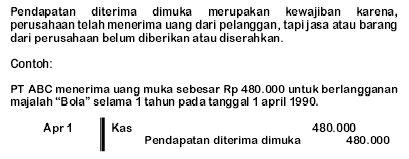 Pendapatan diterima dimuka merupakan kewajiban karena,
perusahaan telah menerima uang dari pelanggan, tapi jasa atau barang
dari perusahaan belum diberikan atau diserahkan.
Contoh:
PT ABC menerima uang muka sebesar Rp 480.000 untuk berlangganan
majalah “Bola” selama 1 tahun pada tanggal 1 april 1990.
Apr 1 Kas 480.000
Pendapatan diterima dimuka 480.000